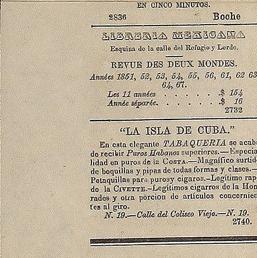 EN CINCO MINUTOS.
2836 Boche
LIBRERIA MEXICANA
Esquina de la calle del Refugio y Lerdo.
REVUE DES DEUX MONDES.
Años 1851, 52, 53, 54, 55, 56, 61, 62 63
64, 67.
Les 11 années . . . . . $ 154
Année séparée. . . . . $ 16
2732
"LA ISLA DE CUBA."
En esta elegante TABAQUERIA se acab
de recibir Puros Habanos superiores.—Especia
lidad en puros de la COSTA.—Magnífico surtid
de boquillas y pipas de todas formas y clases.—
Petaquillas para puros y cigarros.—Legítimo rap
de la CIVETTE.—Legítimos cigarros de la Hon
radez y otra porcion de artículos concernien
tes al giro.
N. 19.—Calle del Coliseo Viejo.—N. 19.
2740.